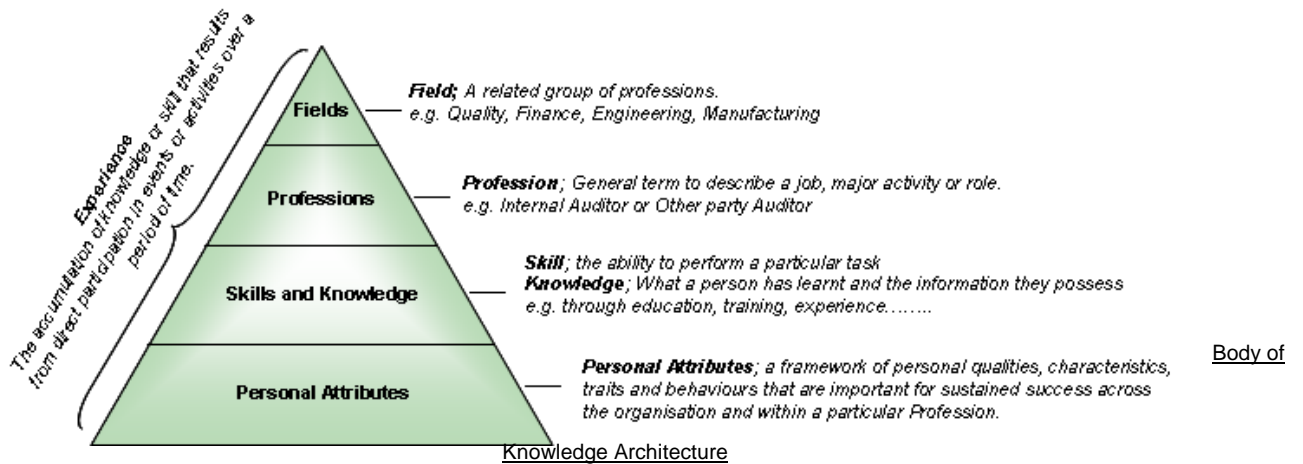 Experience
The accumulation of knowledge or skill that results
from direct participation in events or activities over a
period of time.
Fields
Field; A related group of professions.
e.g. Quality, Finance, Engineering, Manufacturing
Professions
Profession; General term to describe a job, major activity or role.
e.g. Internal Auditor or Other party Auditor
Skills and Knowledge
Skill; the ability to perform a particular task
Knowledge; What a person has learnt and the information they possess
e.g. through education, training, experience........
Personal Attributes
Personal Attributes; a framework of personal qualities, characteristics,
traits and behaviours that are important for sustained success across
the organisation and within a particular Profession.
Body of
Knowledge Architecture